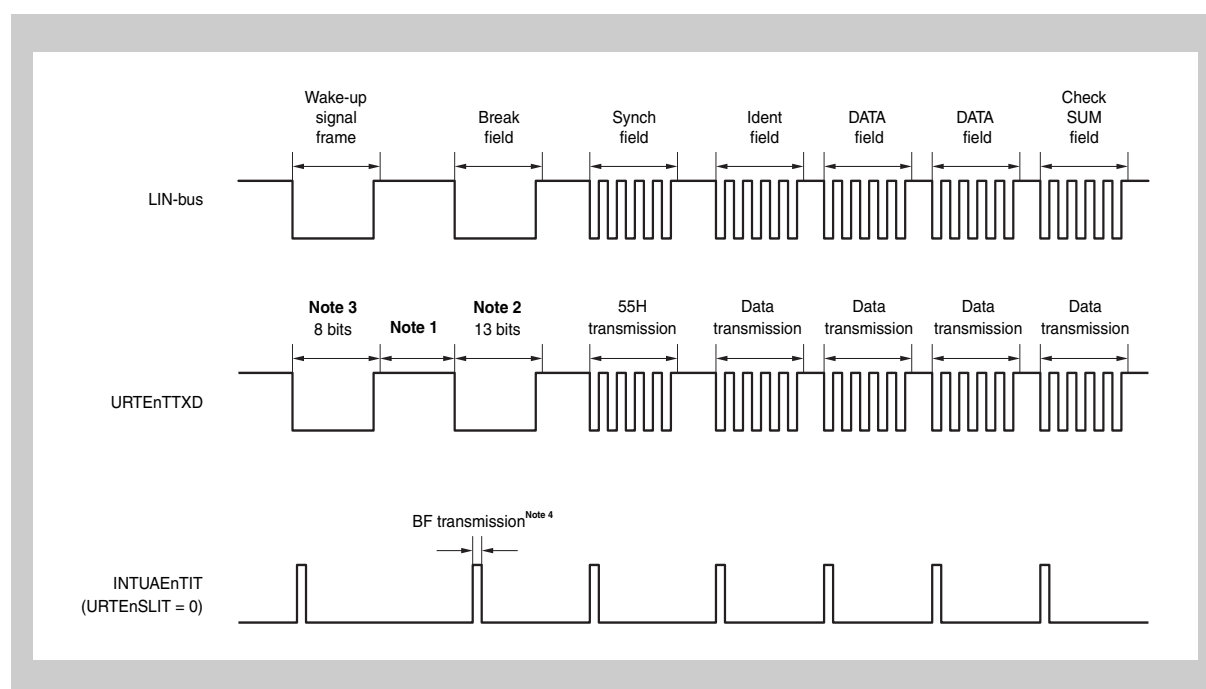 Wake-up
signal
frame
Break
field
Synch
field
Ident
field
DATA
field
DATA
field
Check
SUM
field
LIN-bus
Note 3
8 bits
Note 1
Note 2
13 bits
55H
transmission
Data
transmission
Data
transmission
Data
transmission
Data
transmission
URTEnTTXD
BF transmission Note 4
INTUAEnTIT
(URTEnSLIT = 0)